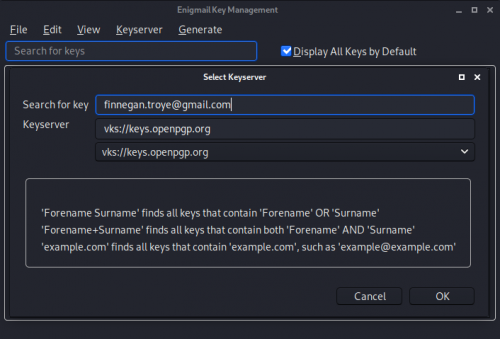 Enigmail Key Management
File Edit View Keyserver Generate
Search for keys Display All Keys by Default
Select Keyserver
Search for key finnegan.troye@gmail.com
Keyserver vks://keys.openpgp.org
vks://keys.openpgp.org
'Forename Surname' finds all keys that contain 'Forename' OR 'Surname'
'Forename+Surname' finds all keys that contain both 'Forename' AND 'Surname'
'example.com' finds all keys that contain 'example.com', such as 'example@example.com'
Cancel OK